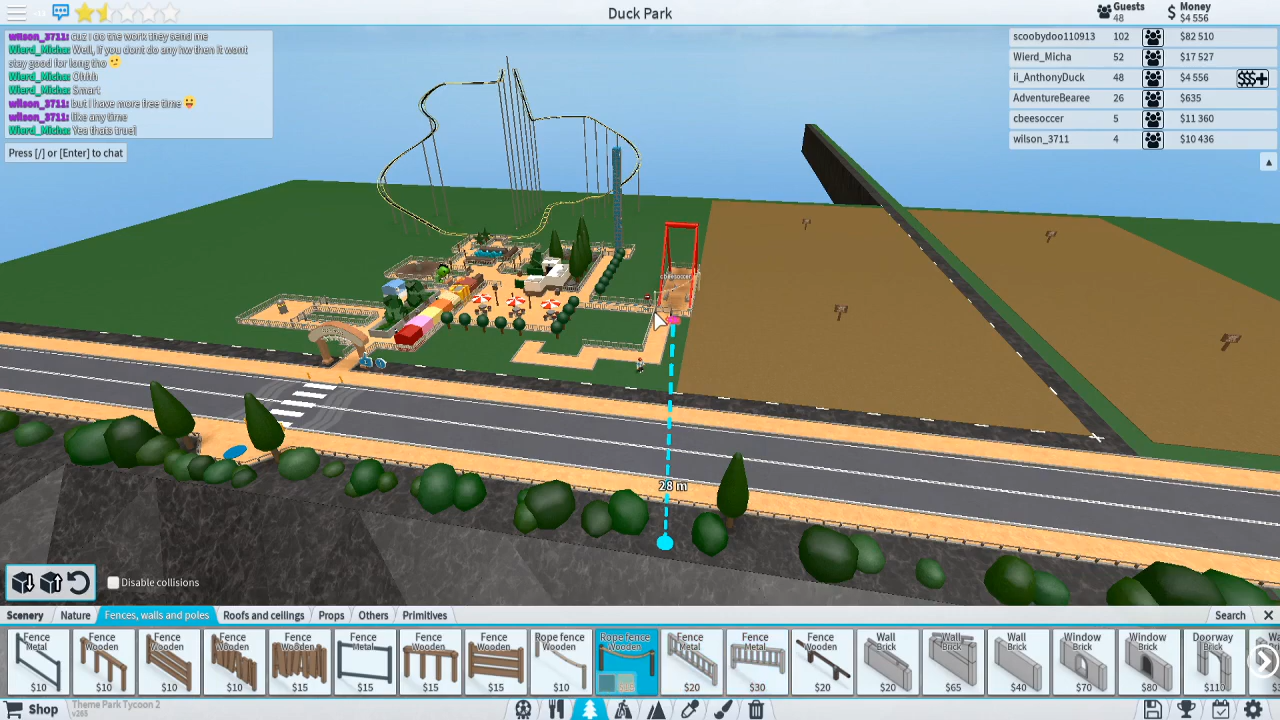 Duck Park
Guests
48
Money
$4 556
wilson_3711: cuz i do the work they send me
Wierd_Micha: Well, if you dont do any hw then it wont
stay good for long tho
Wierd_Micha: Ohhh
Wierd_Micha: Smart
wilson_3711: but I have more free time
wilson_3711: like any time
Wierd_Micha: Yea thats true
Press [/] or [Enter] to chat
scoobydoo110913 102 $82 510
Wierd_Micha 52 $17 527
ii_AnthonyDuck 48 $4 556 $$$+
AdventureBearee 26 $635
cbeesoccer 5 $11 360
wilson_3711 4 $10 436
cbeesoccer
28 m
Disable collisions
Scenery Nature Fences, walls and poles Roofs and ceilings Props Others Primitives Search
Fence Metal $10
Fence Wooden $10
Fence Wooden $10
Fence Wooden $10
Fence Wooden $15
Fence Metal $15
Fence Wooden $15
Fence Wooden $15
Rope fence Wooden $10
Rope fence Wooden
Fence Metal $20
Fence Metal $30
Fence Wooden $20
Wall Brick $20
Wall Brick $65
Wall Brick $40
Window Brick $70
Window Brick $80
Doorway Brick $110
Shop
Theme Park Tycoon 2
v265